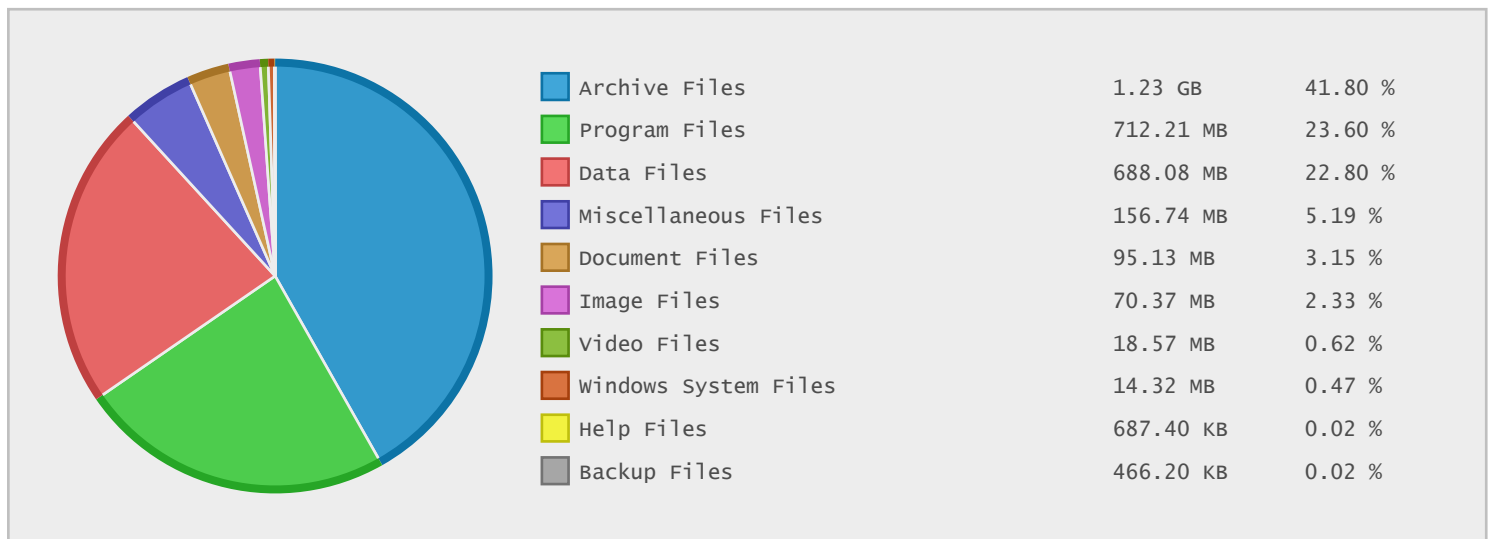 Archive Files 1.23 GB 41.80 %
Program Files 712.21 MB 23.60 %
Data Files 688.08 MB 22.80 %
Miscellaneous Files 156.74 MB 5.19 %
Document Files 95.13 MB 3.15 %
Image Files 70.37 MB 2.33 %
Video Files 18.57 MB 0.62 %
Windows System Files 14.32 MB 0.47 %
Help Files 687.40 KB 0.02 %
Backup Files 466.20 KB 0.02 %